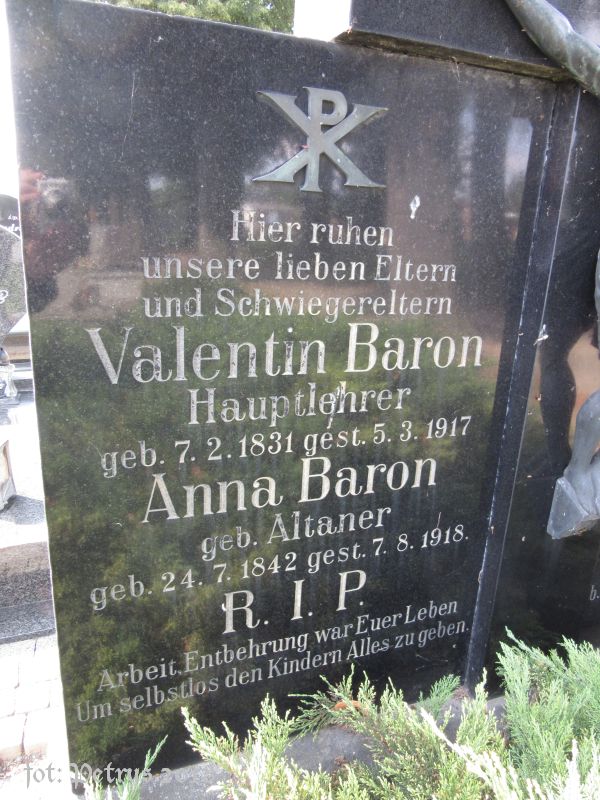 Hier ruhen
unsere lieben Eltern
und Schwiegereltern
Valentin Baron
Hauptlehrer
geb. 7. 2. 1831 gest. 5. 3. 1917
Anna Baron
geb. Altaner
geb. 24. 7. 1842 gest. 7. 8. 1918.
R. I. P.
Arbeit, Entbehrung war Euer Leben
Um selbstlos den Kindern Alles zu geben.
fot: Metrys